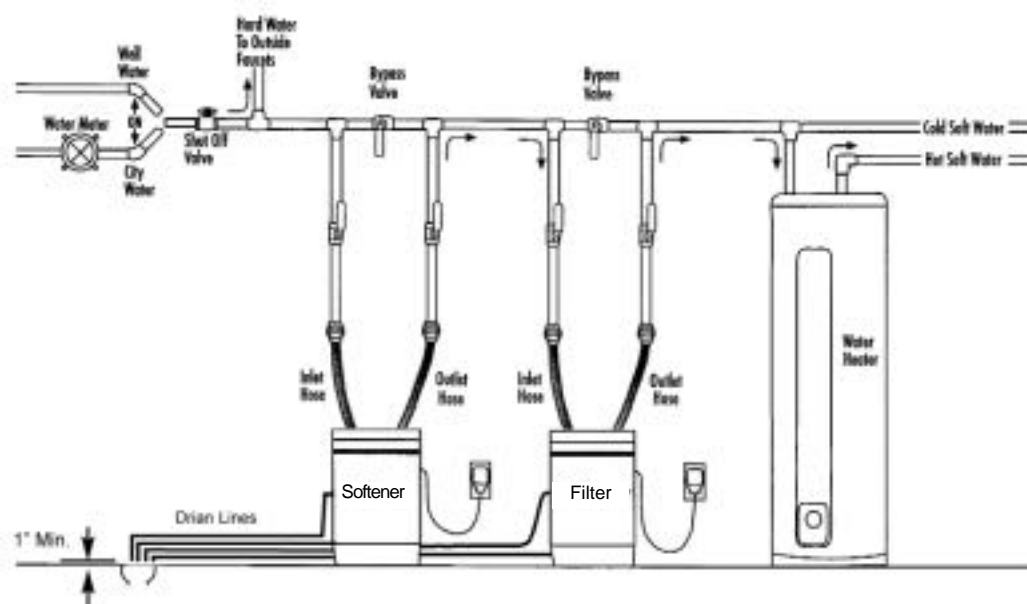 Hard Water
To Outside
Faucets
Well
Water
Bypass
Valve
Bypass
Valve
Water Meter
ON
Shut Off
Valve
City
Water
Cold Soft Water
Hot Soft Water
Water
Heater
Inlet
Hose
Outlet
Hose
Inlet
Hose
Outlet
Hose
Softener
Filter
Drian Lines
1" Min.